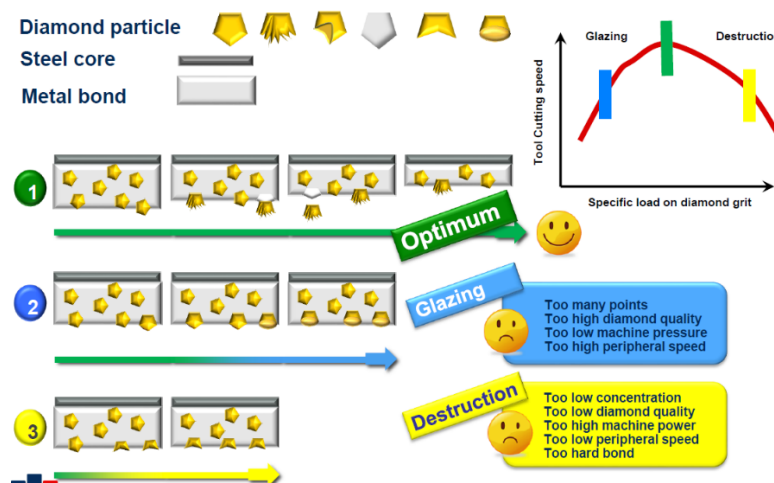 Diamond particle
Steel core
Metal bond
Glazing
Destruction
Tool Cutting speed
Specific load on diamond grit
1
Optimum
2
Glazing
Too many points
Too high diamond quality
Too low machine pressure
Too high peripheral speed
3
Destruction
Too low concentration
Too low diamond quality
Too high machine power
Too low peripheral speed
Too hard bond